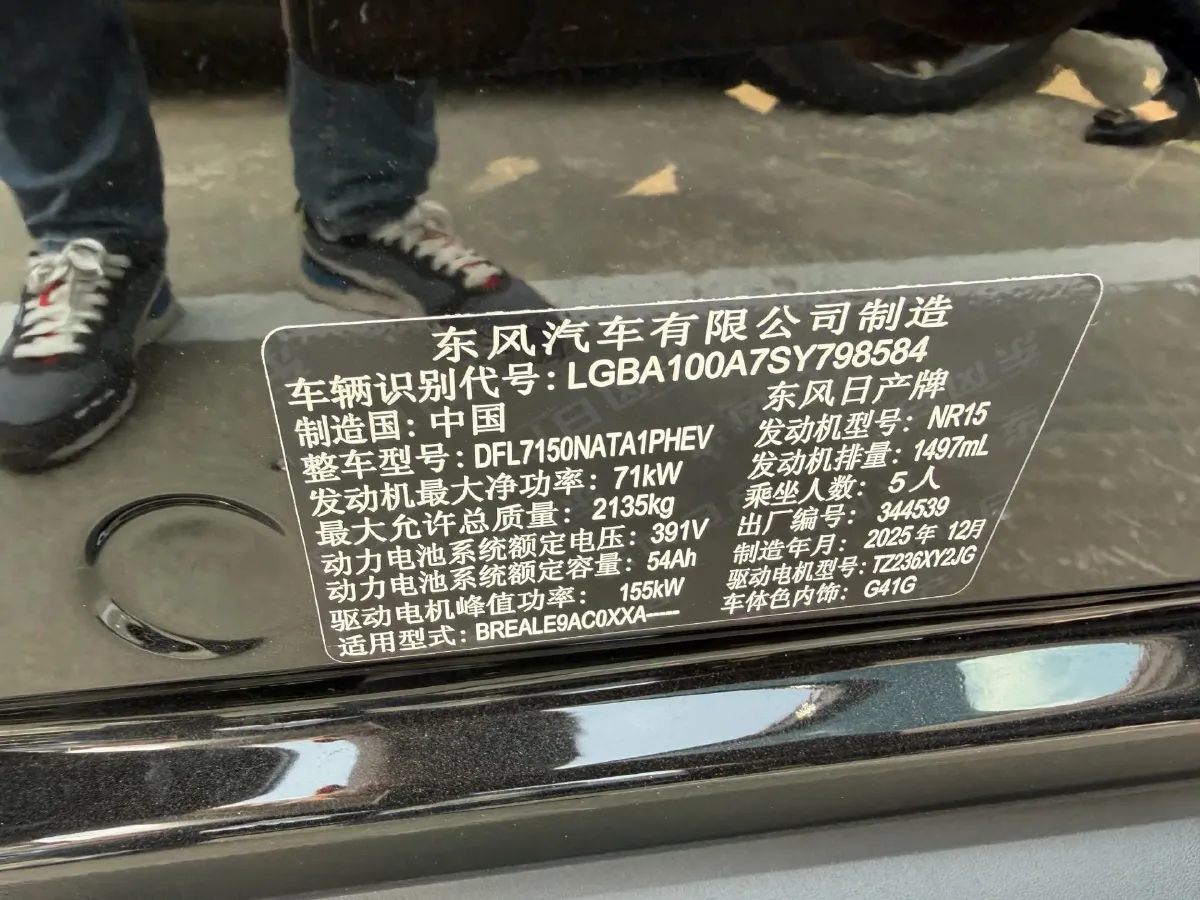 东风汽车有限公司制造
车辆识别代号：LGBA100A7SY798584
制造国：中国 东风日产牌
整车型号：DFL7150NATA1PHEV 发动机型号：NR15
发动机最大净功率：71kW 发动机排量：1497mL
最大允许总质量：2135kg 乘坐人数：5人
动力电池系统额定电压：391V 出厂编号：344539
动力电池系统额定容量：54Ah 制造年月：2025年 12月
驱动电机峰值功率：155kW 驱动电机型号：TZ236XY2JG
适用型式：BREALE9AC0XXA----- 车体色内饰：G41G